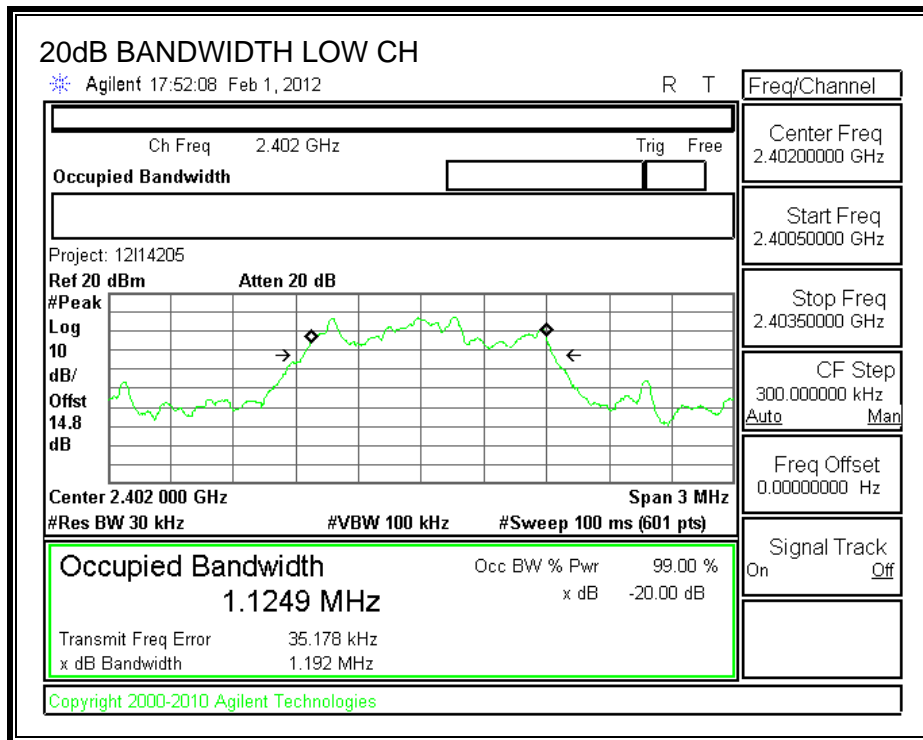 20dB BANDWIDTH LOW CH
Agilent 17:52:08 Feb 1, 2012 R T
Ch Freq 2.402 GHz Trig Free
Occupied Bandwidth
Project: 12I14205
Ref 20 dBm Atten 20 dB
#Peak
Log
10
dB/
Offst
14.8
dB
Center 2.402 000 GHz Span 3 MHz
#Res BW 30 kHz #VBW 100 kHz #Sweep 100 ms (601 pts)
Occupied Bandwidth Occ BW % Pwr 99.00 %
1.1249 MHz x dB -20.00 dB
Transmit Freq Error 35.178 kHz
x dB Bandwidth 1.192 MHz
Copyright 2000-2010 Agilent Technologies
Freq/Channel
Center Freq
2.40200000 GHz
Start Freq
2.40050000 GHz
Stop Freq
2.40350000 GHz
CF Step
300.000000 kHz
Auto Man
Freq Offset
0.00000000 Hz
Signal Track
On Off